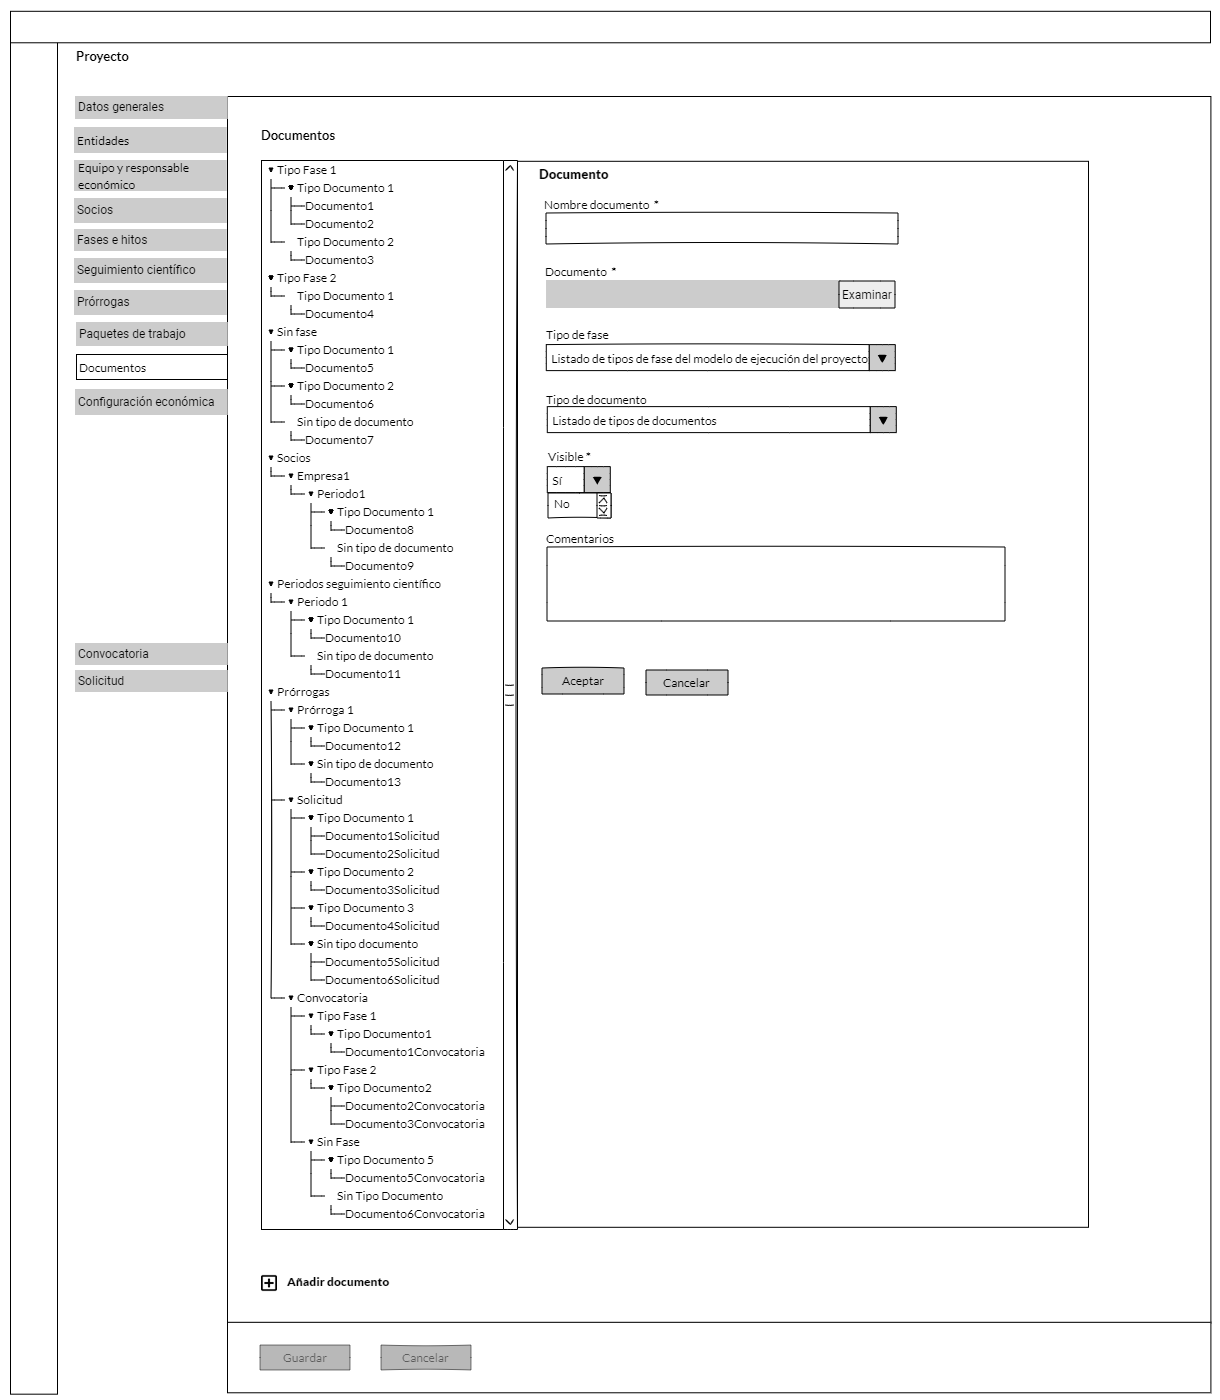 Proyecto
Datos generales
Entidades
Equipo y responsable
económico
Socios
Fases e hitos
Seguimiento científico
Prórrogas
Paquetes de trabajo
Documentos
Configuración económica
Convocatoria
Solicitud
Documentos
Tipo Fase 1
Tipo Documento 1
Documento1
Documento2
Tipo Documento 2
Documento3
Tipo Fase 2
Tipo Documento 1
Documento4
Sin fase
Tipo Documento 1
Documento5
Tipo Documento 2
Documento6
Sin tipo de documento
Documento7
Socios
Empresa1
Periodo1
Tipo Documento 1
Documento8
Sin tipo de documento
Documento9
Periodos seguimiento científico
Periodo 1
Tipo Documento 1
Documento10
Sin tipo de documento
Documento11
Prórrogas
Prórroga 1
Tipo Documento 1
Documento12
Sin tipo de documento
Documento13
Solicitud
Tipo Documento 1
Documento1Solicitud
Documento2Solicitud
Tipo Documento 2
Documento3Solicitud
Tipo Documento 3
Documento4Solicitud
Sin tipo documento
Documento5Solicitud
Documento6Solicitud
Convocatoria
Tipo Fase 1
Tipo Documento1
Documento1Convocatoria
Tipo Fase 2
Tipo Documento2
Documento2Convocatoria
Documento3Convocatoria
Sin Fase
Tipo Documento 5
Documento5Convocatoria
Sin Tipo Documento
Documento6Convocatoria
Documento
Nombre documento *
Documento *
Examinar
Tipo de fase
Listado de tipos de fase del modelo de ejecución del proyecto
Tipo de documento
Listado de tipos de documentos
Visible *
Sí
No
Comentarios
Aceptar
Cancelar
Añadir documento
Guardar
Cancelar